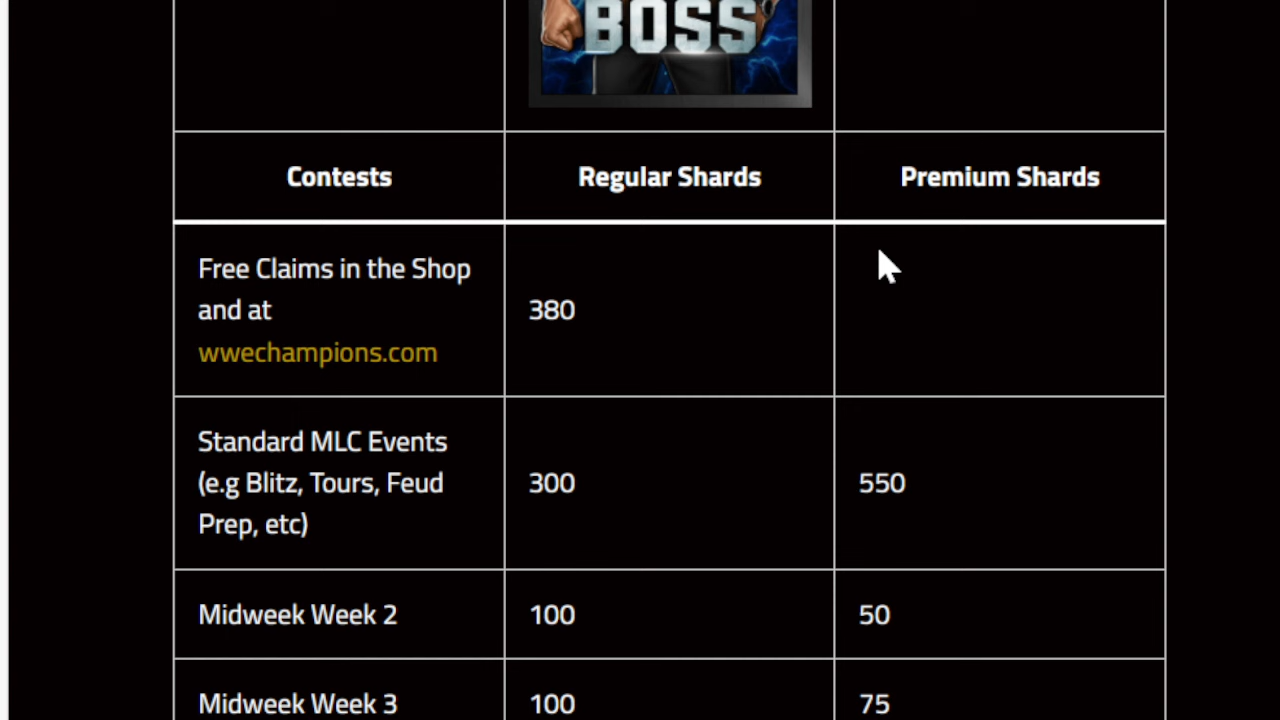 BOSS
Contests Regular Shards Premium Shards
Free Claims in the Shop
and at 380
wwechampions.com
Standard MLC Events
(e.g Blitz, Tours, Feud 300 550
Prep, etc)
Midweek Week 2 100 50
Midweek Week 3 100 75